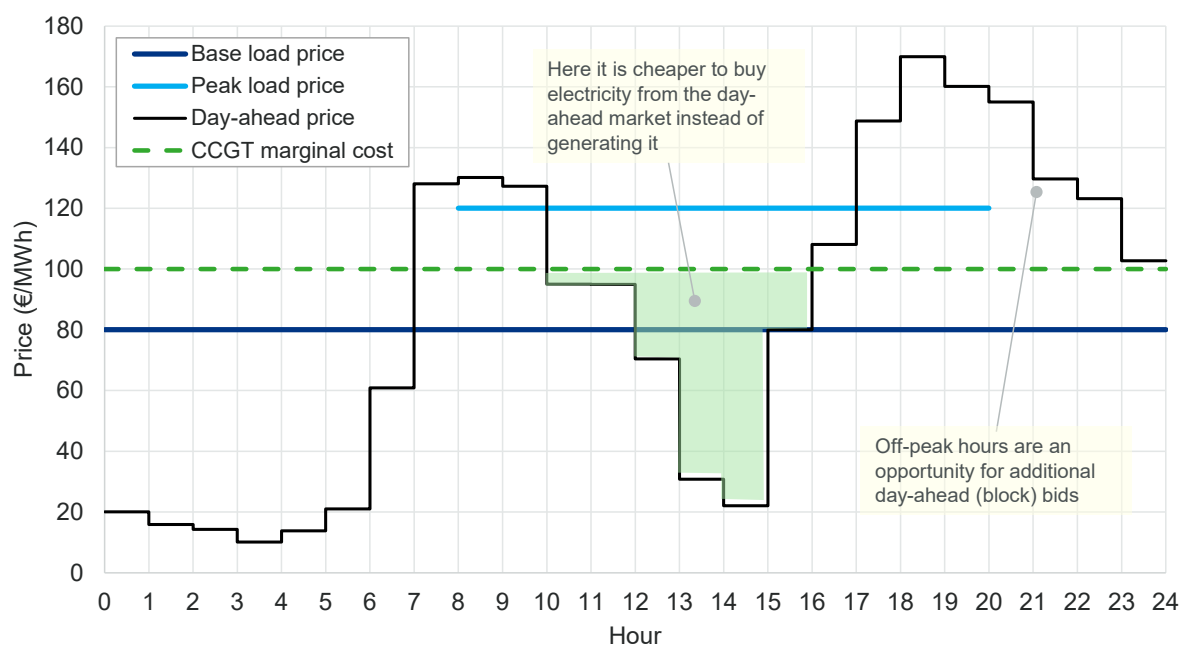 180
160
140
120
100
80
60
40
20
0
Price (€/MWh)
Base load price
Peak load price
Day-ahead price
CCGT marginal cost
Here it is cheaper to buy
electricity from the day-
ahead market instead of
generating it
Off-peak hours are an
opportunity for additional
day-ahead (block) bids
0 1 2 3 4 5 6 7 8 9 10 11 12 13 14 15 16 17 18 19 20 21 22 23 24
Hour